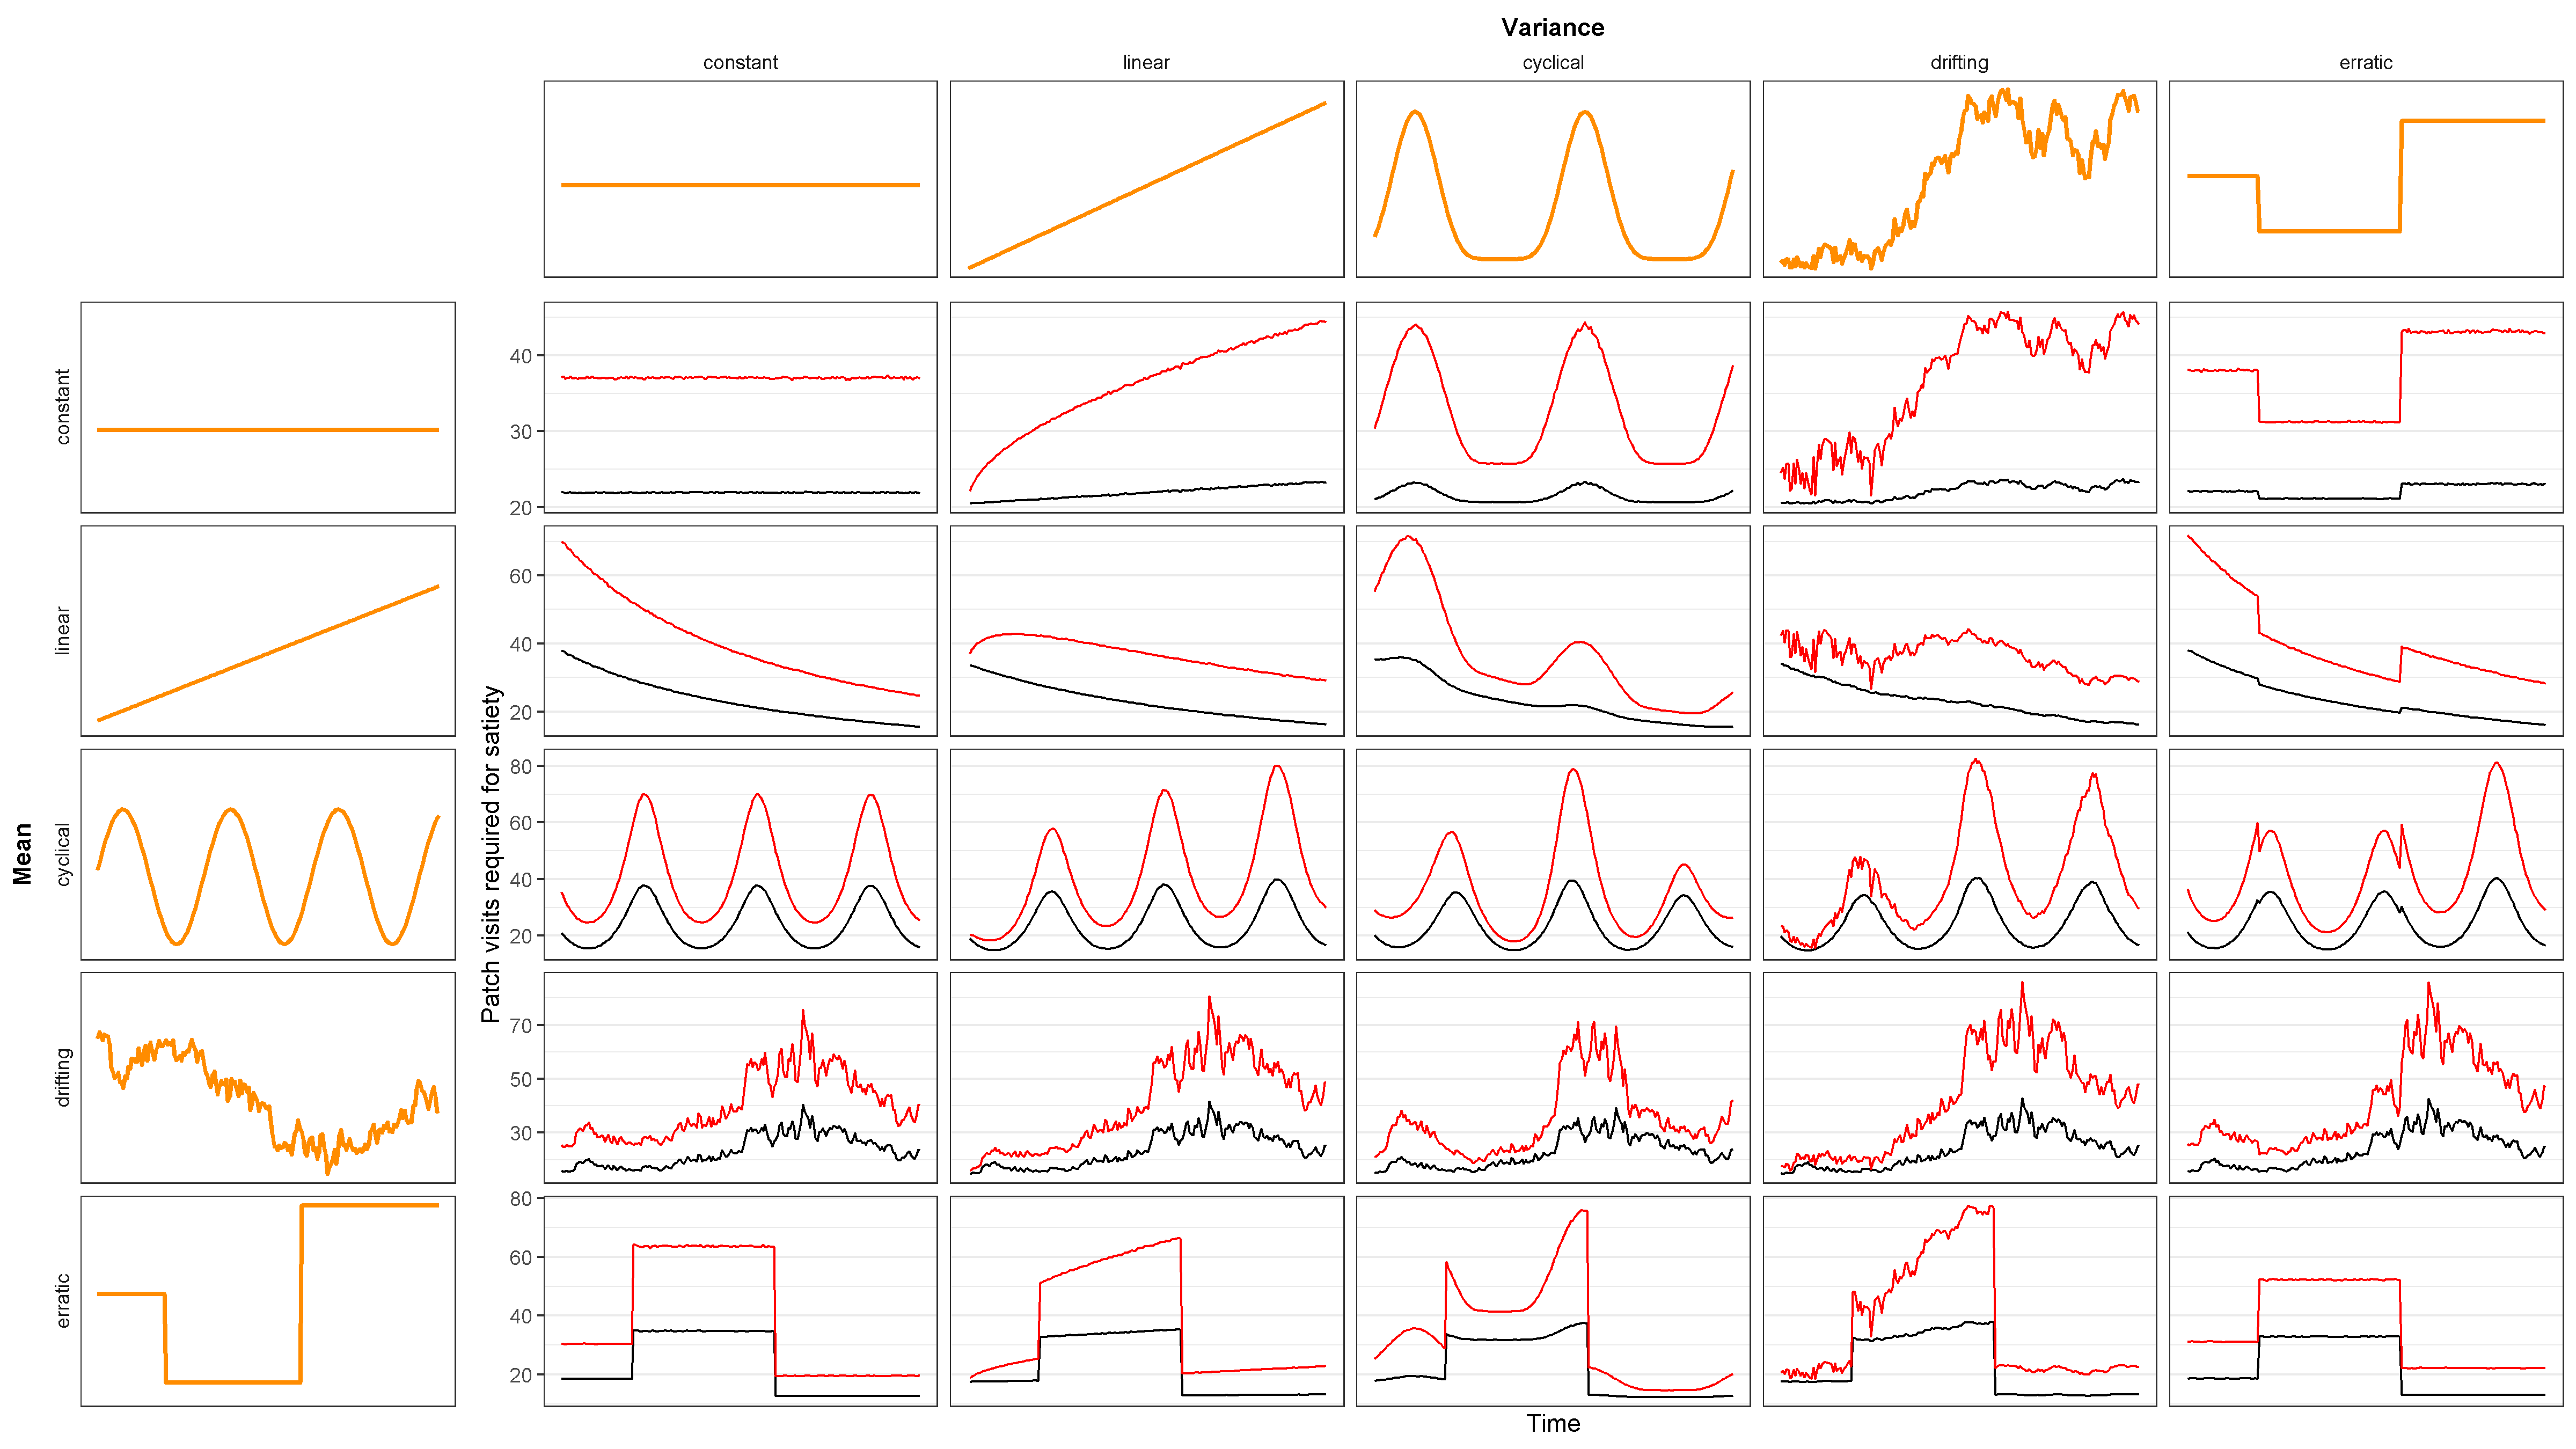 Variance
constant linear cyclical drifting erratic
Mean
constant
linear
cyclical
drifting
erratic
Patch visits required for satiety
40
30
20
60
40
20
80
60
40
20
70
50
30
80
60
40
20
Time